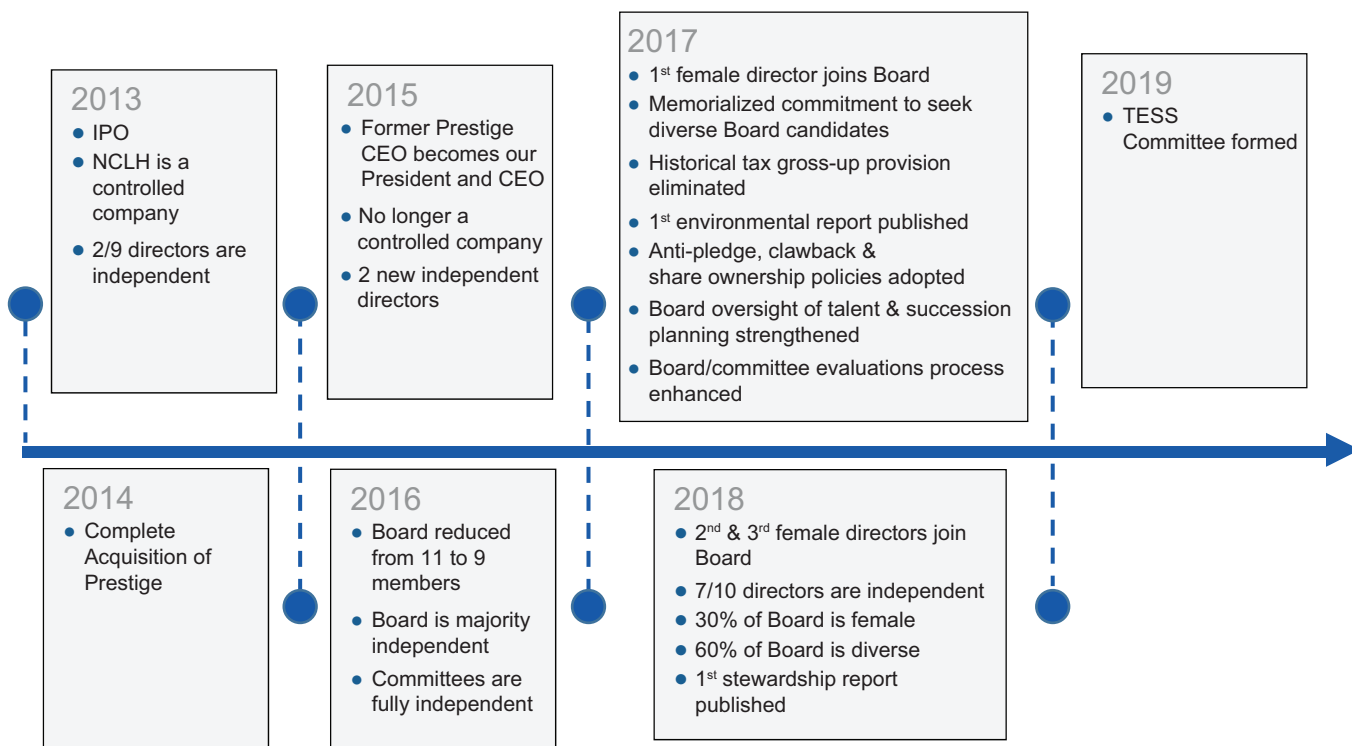 2013
• IPO
• NCLH is a
controlled
company
• 2/9 directors are
independent
2015
• Former Prestige
CEO becomes our
President and CEO
• No longer a
controlled company
• 2 new independent
directors
2017
• 1st female director joins Board
• Memorialized commitment to seek
diverse Board candidates
• Historical tax gross-up provision
eliminated
• 1st environmental report published
• Anti-pledge, clawback &
share ownership policies adopted
• Board oversight of talent & succession
planning strengthened
• Board/committee evaluations process
enhanced
2019
• TESS
Committee formed
2014
• Complete
Acquisition of
Prestige
2016
• Board reduced
from 11 to 9
members
• Board is majority
independent
• Committees are
fully independent
2018
• 2nd & 3rd female directors join
Board
• 7/10 directors are independent
• 30% of Board is female
• 60% of Board is diverse
• 1st stewardship report
published